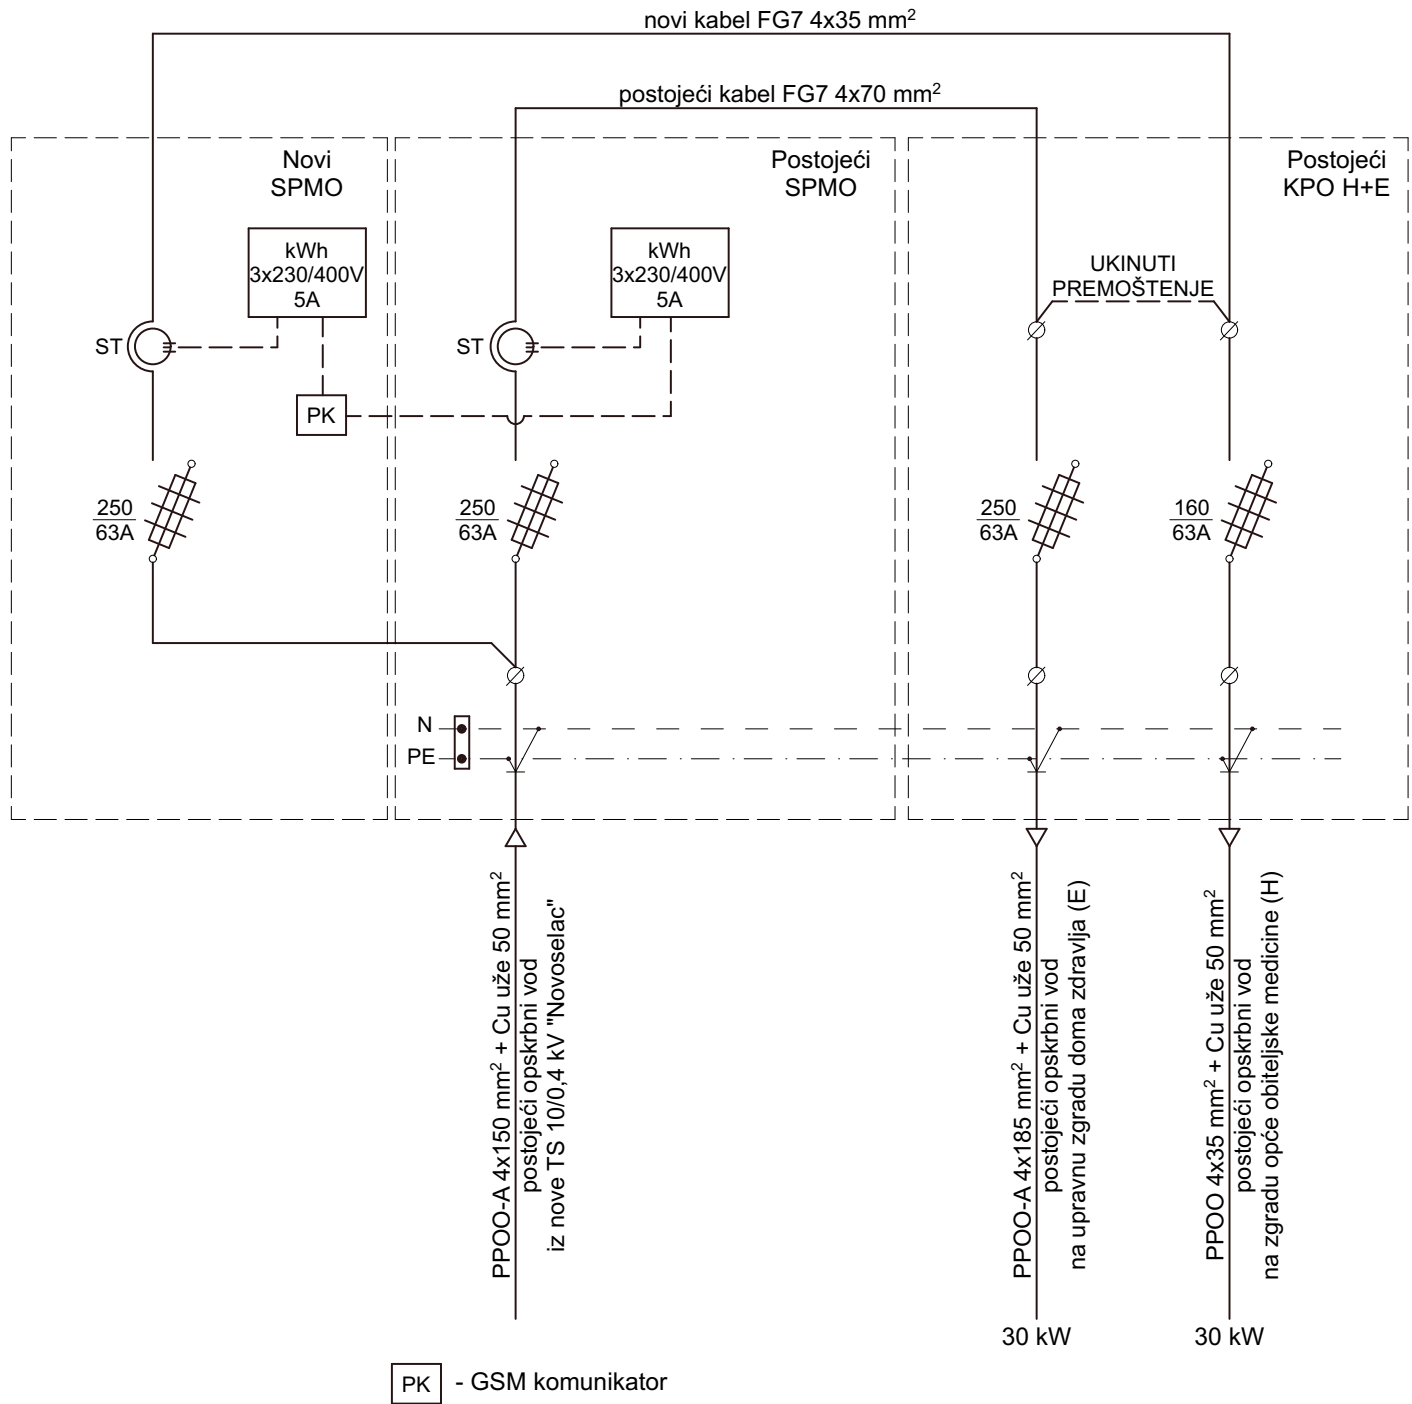 novi kabel FG7 4x35 mm²
postojeći kabel FG7 4x70 mm²
Novi
SPMO
Postojeći
SPMO
Postojeći
KPO H+E
kWh
3x230/400V
5A
kWh
3x230/400V
5A
UKINUTI
PREMOŠTENJE
ST
ST
PK
250
63A
250
63A
250
63A
160
63A
N
PE
PPOO-A 4x150 mm² + Cu uže 50 mm²
postojeći opskrbni vod
iz nove TS 10/0,4 kV "Novoselac"
PPOO-A 4x185 mm² + Cu uže 50 mm²
postojeći opskrbni vod
na upravnu zgradu doma zdravlja (E)
PPOO 4x35 mm² + Cu uže 50 mm²
postojeći opskrbni vod
na zgradu opće obiteljske medicine (H)
30 kW
30 kW
PK - GSM komunikator